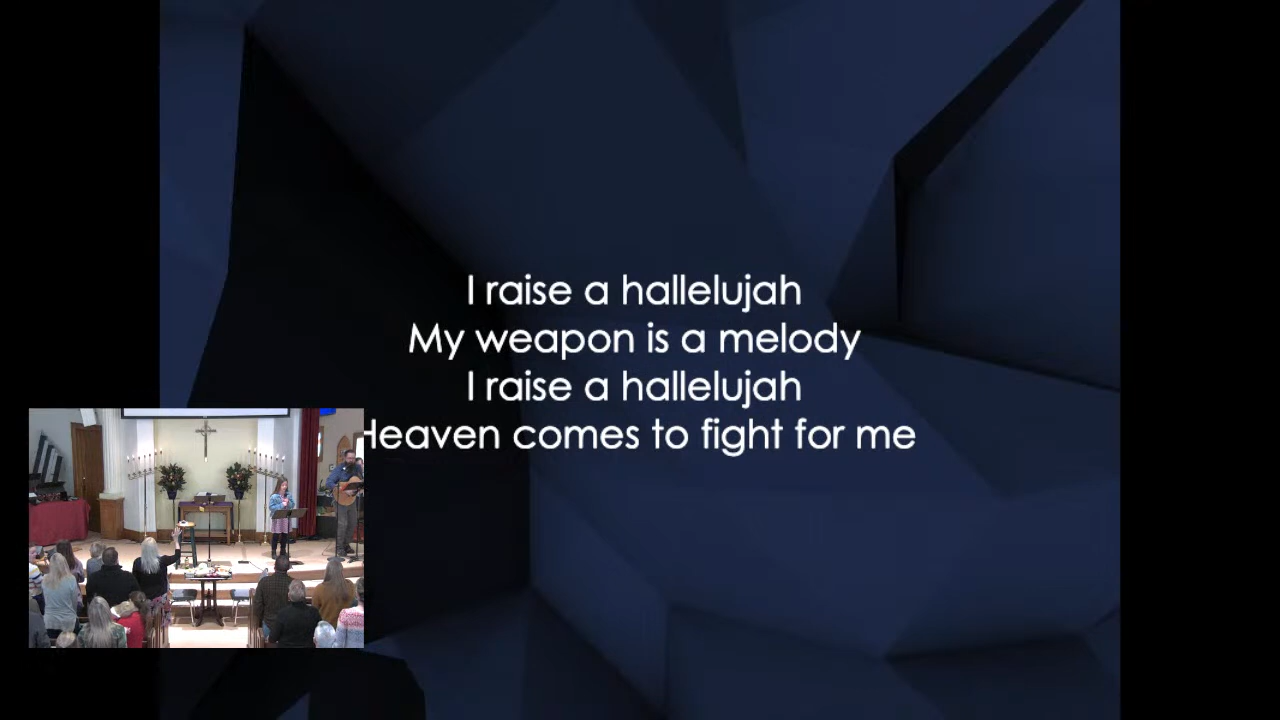 I raise a hallelujah
My weapon is a melody
I raise a hallelujah
Heaven comes to fight for me